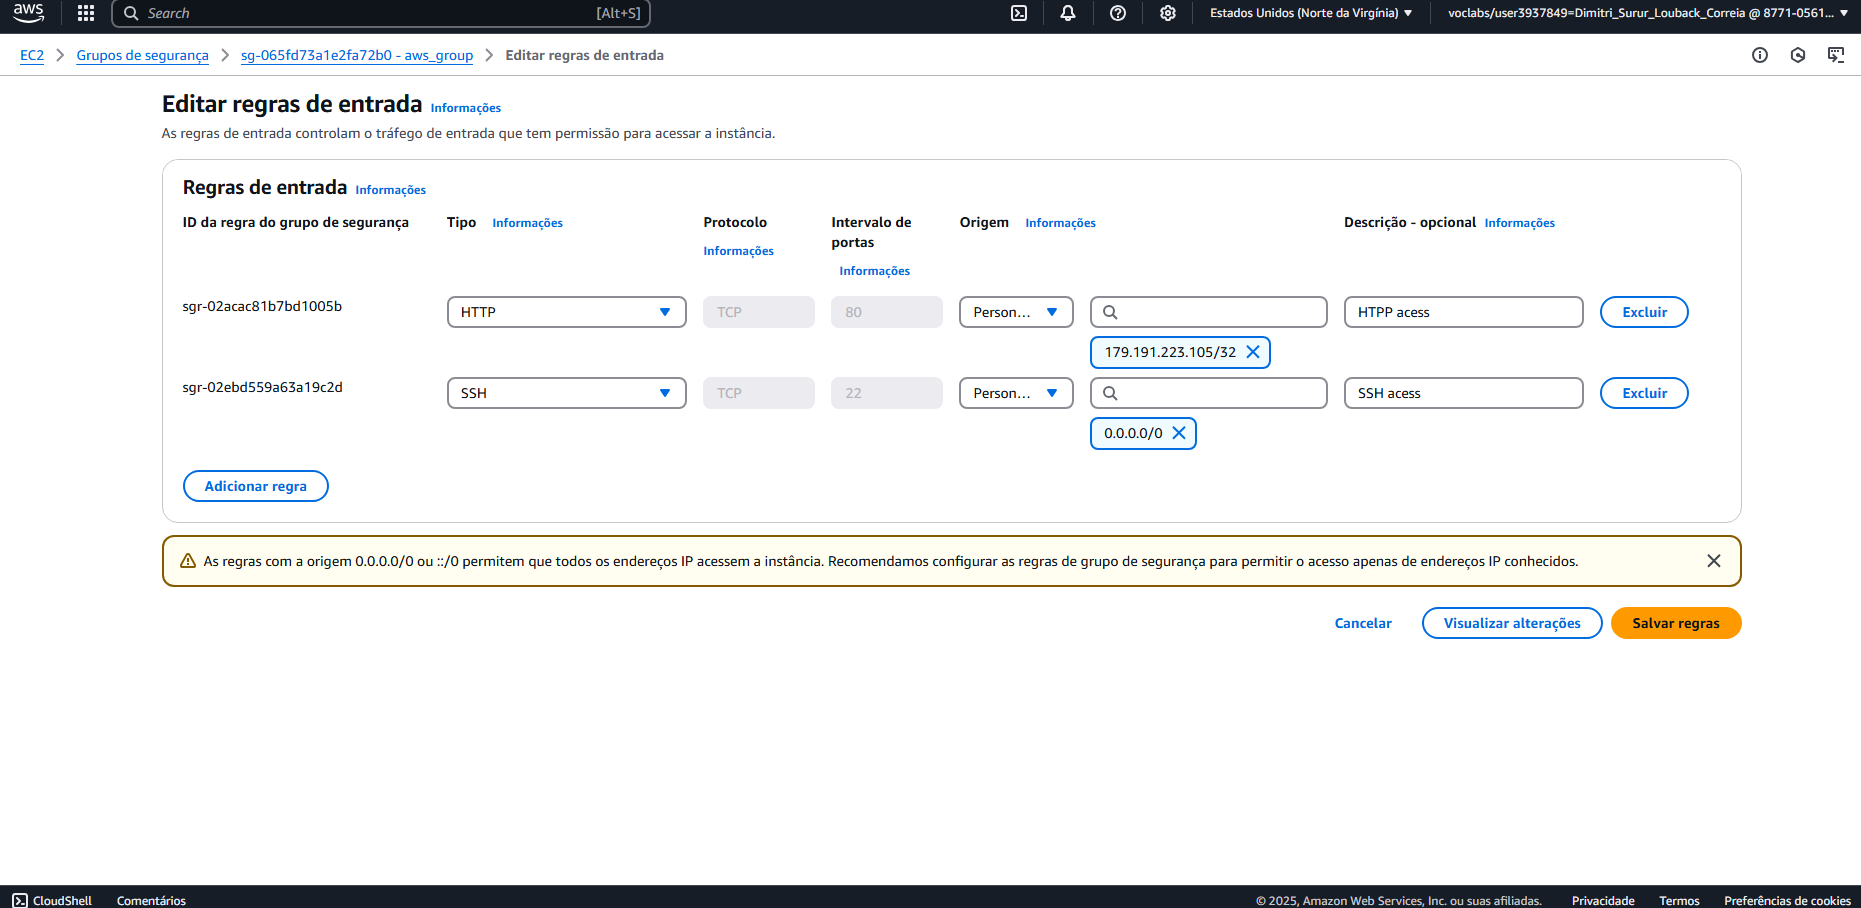 aws
Search [Alt+S]
Estados Unidos (Norte da Virgínia)
voclabs/user3937849=Dimitri_Surur_Louback_Correia @ 8771-0561...
EC2 > Grupos de segurança > sg-065fd73a1e2fa72b0 - aws_group > Editar regras de entrada
Editar regras de entrada Informações
As regras de entrada controlam o tráfego de entrada que tem permissão para acessar a instância.
Regras de entrada Informações
ID da regra do grupo de segurança
Tipo Informações
Protocolo
Informações
Intervalo de
portas
Informações
Origem Informações
Descrição - opcional Informações
sgr-02acac81b7bd1005b
HTTP
TCP
80
Person...
HTPP acess
Excluir
179.191.223.105/32
sgr-02ebd559a63a19c2d
SSH
TCP
22
Person...
SSH acess
Excluir
0.0.0.0/0
Adicionar regra
As regras com a origem 0.0.0.0/0 ou ::/0 permitem que todos os endereços IP acessem a instância. Recomendamos configurar as regras de grupo de segurança para permitir o acesso apenas de endereços IP conhecidos.
Cancelar
Visualizar alterações
Salvar regras
CloudShell
Comentários
© 2025, Amazon Web Services, Inc. ou suas afiliadas.
Privacidade
Termos
Preferências de cookies